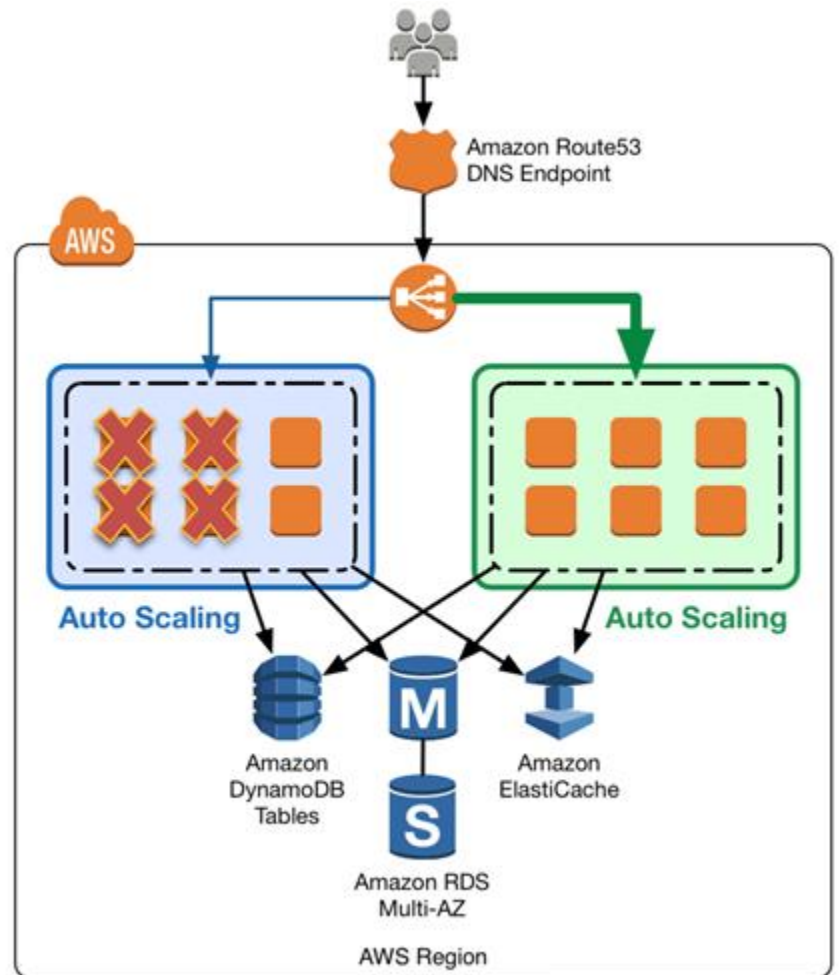 Amazon Route53
DNS Endpoint
AWS
Auto Scaling
Auto Scaling
M
Amazon
DynamoDB
Tables
Amazon
ElastiCache
S
Amazon RDS
Multi-AZ
AWS Region